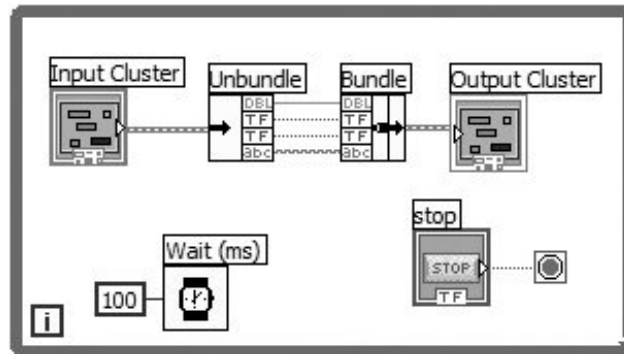 Input Cluster
Unbundle
Bundle
Output Cluster
DBL
TF
TF
abc
DBL
TF
TF
abc
stop
STOP
TF
Wait (ms)
100
i